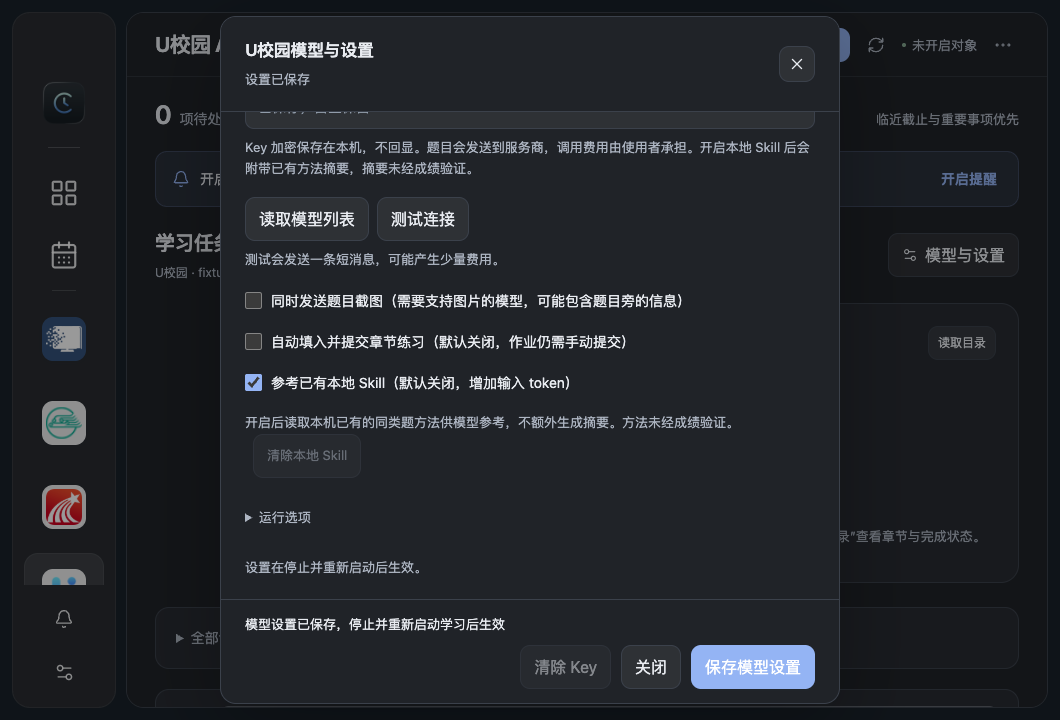 U校园
U校园模型与设置
设置已保存
未开启对象
0 项待处
临近截止与重要事项优先
Key 加密保存在本机，不回显。题目会发送到服务商，调用费用由使用者承担。开启本地 Skill 后会
附带已有方法摘要，摘要未经成绩验证。
开启提醒
读取模型列表
测试连接
学习任务
U校园 · fixtu
模型与设置
测试会发送一条短消息，可能产生少量费用。
同时发送题目截图（需要支持图片的模型，可能包含题目旁的信息）
自动填入并提交章节练习（默认关闭，作业仍需手动提交）
读取目录
参考已有本地 Skill（默认关闭，增加输入 token）
开启后读取本机已有的同类题方法供模型参考，不额外生成摘要。方法未经成绩验证。
清除本地 Skill
运行选项
录”查看章节与完成状态。
设置在停止并重新启动后生效。
模型设置已保存，停止并重新启动学习后生效
全部
清除 Key
关闭
保存模型设置